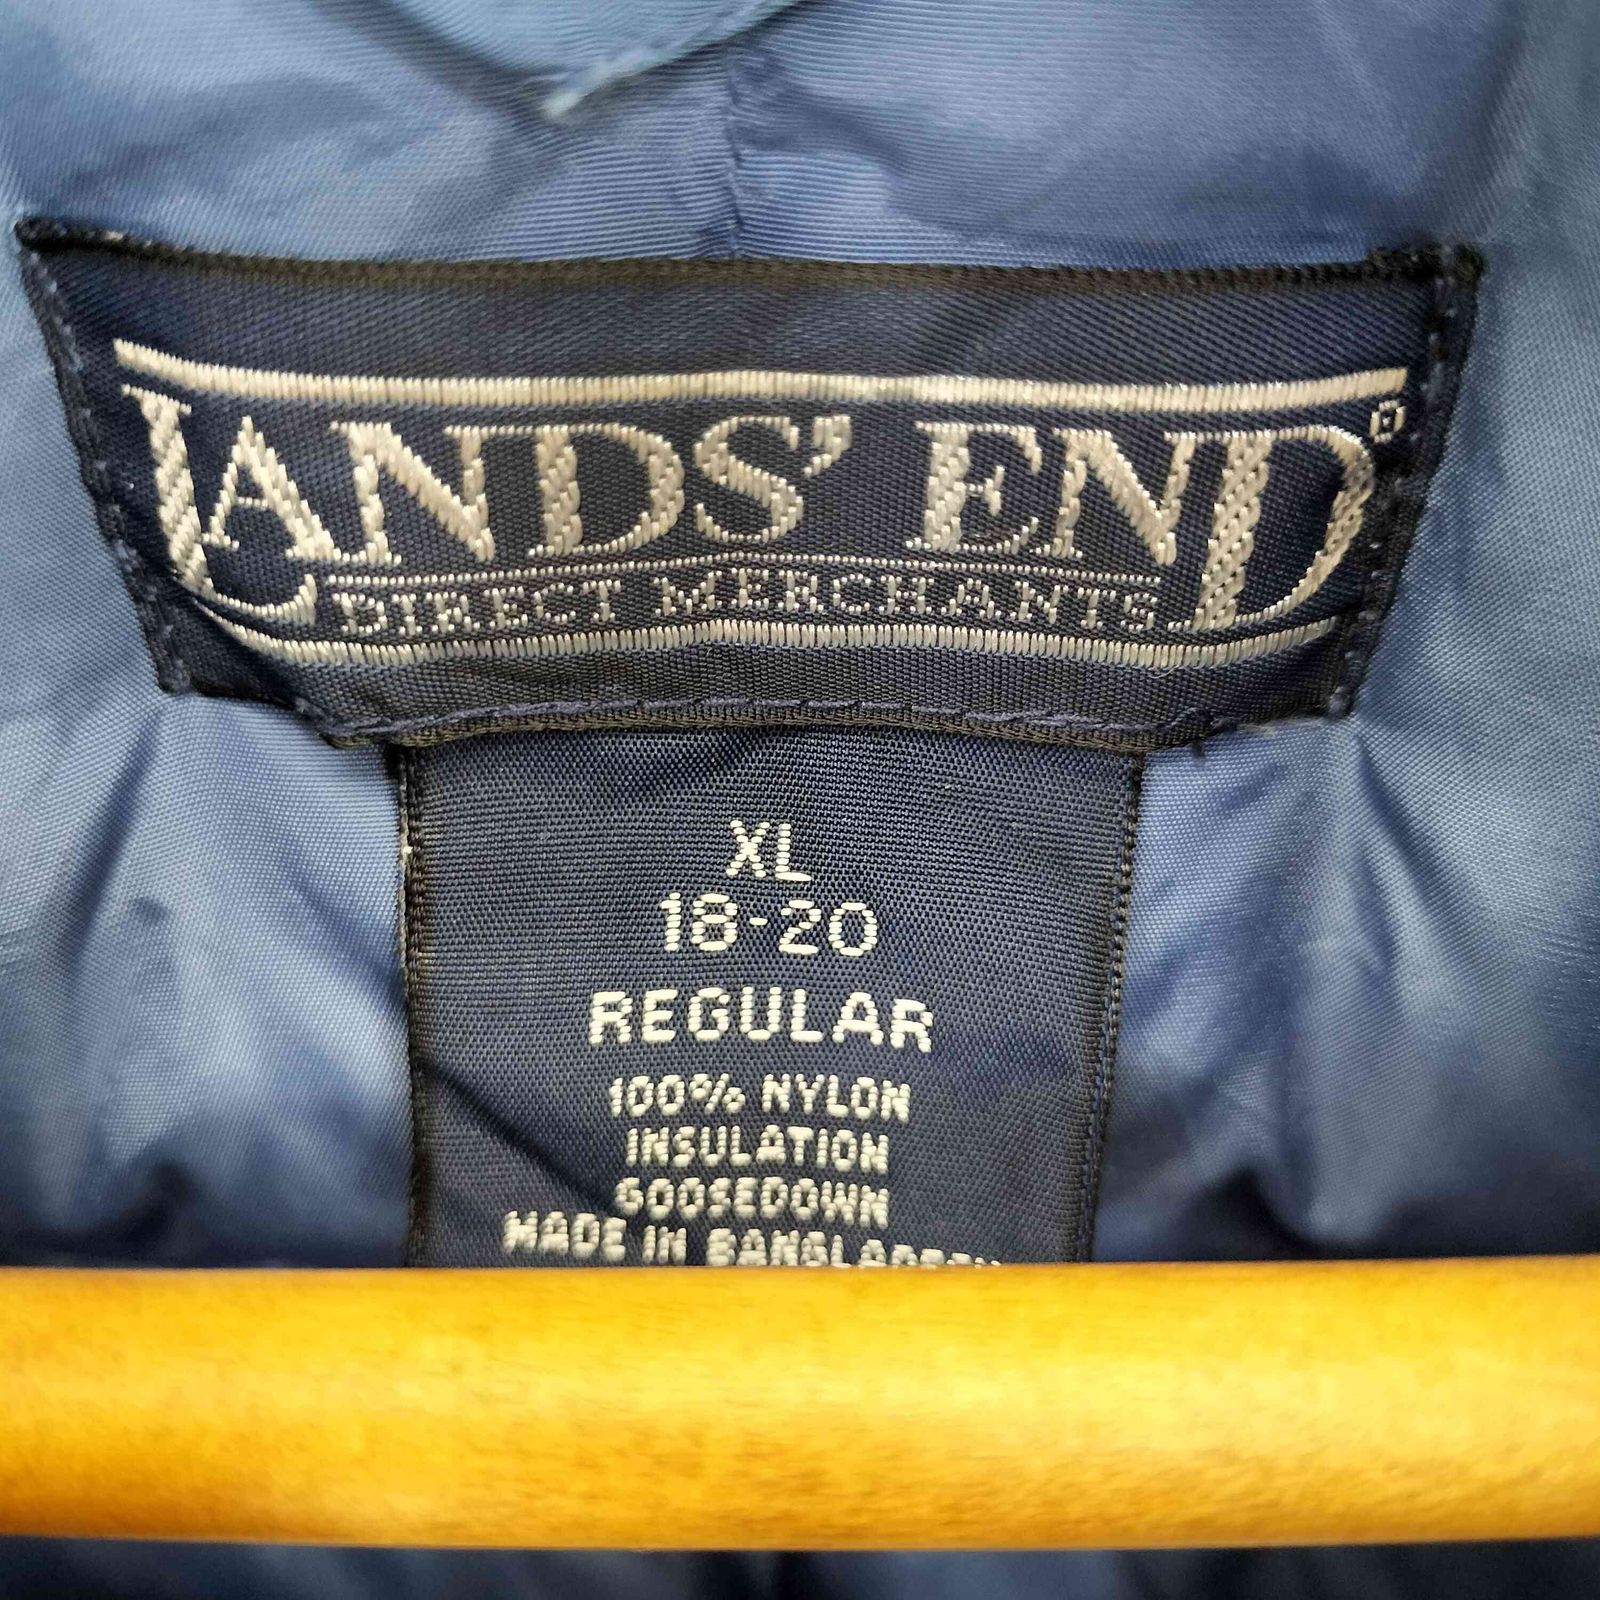 LANDS' END
DIRECT MERCHANTS
XL
18-20
REGULAR
100% NYLON
INSULATION
GOOSEDOWN
MADE IN